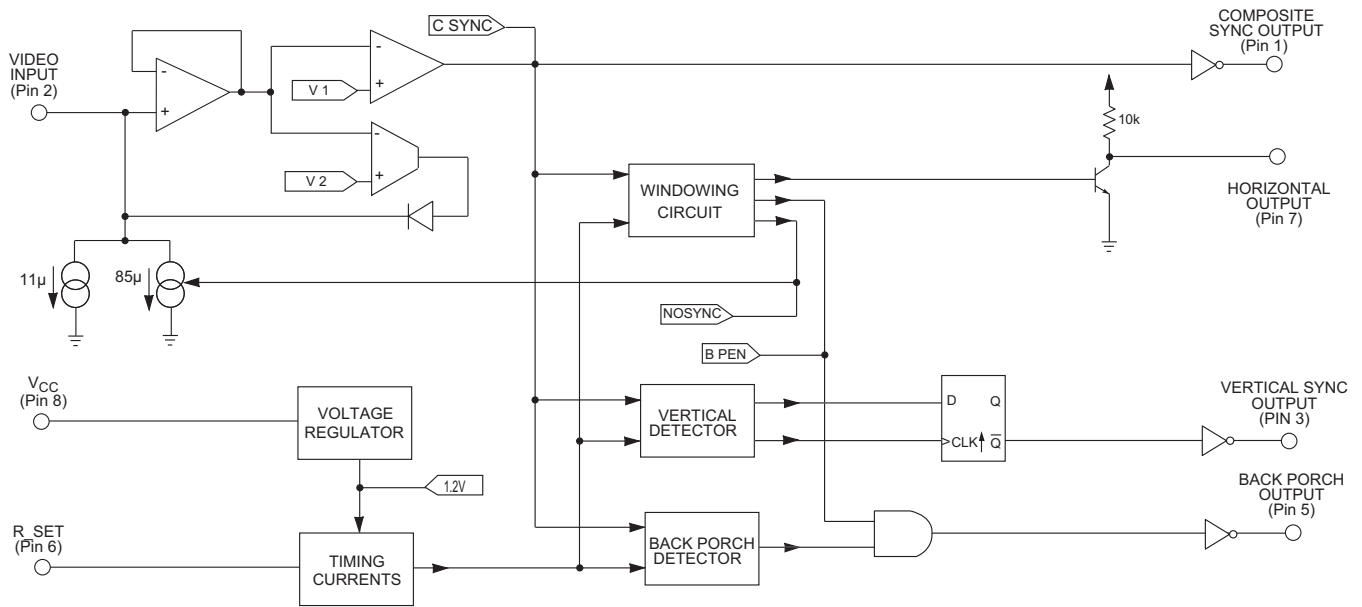 C SYNC
COMPOSITE
SYNC OUTPUT
(Pin 1)
VIDEO
INPUT
(Pin 2)
-
+
-
+
V 1
10k
-
+
V 2
WINDOWING
CIRCUIT
HORIZONTAL
OUTPUT
(Pin 7)
11µ
85µ
NOSYNC
B PEN
VCC
(Pin 8)
VOLTAGE
REGULATOR
VERTICAL
DETECTOR
D Q
>CLK Q̅
VERTICAL SYNC
OUTPUT
(PIN 3)
1.2V
BACK PORCH
OUTPUT
(Pin 5)
R_SET
(Pin 6)
TIMING
CURRENTS
BACK PORCH
DETECTOR